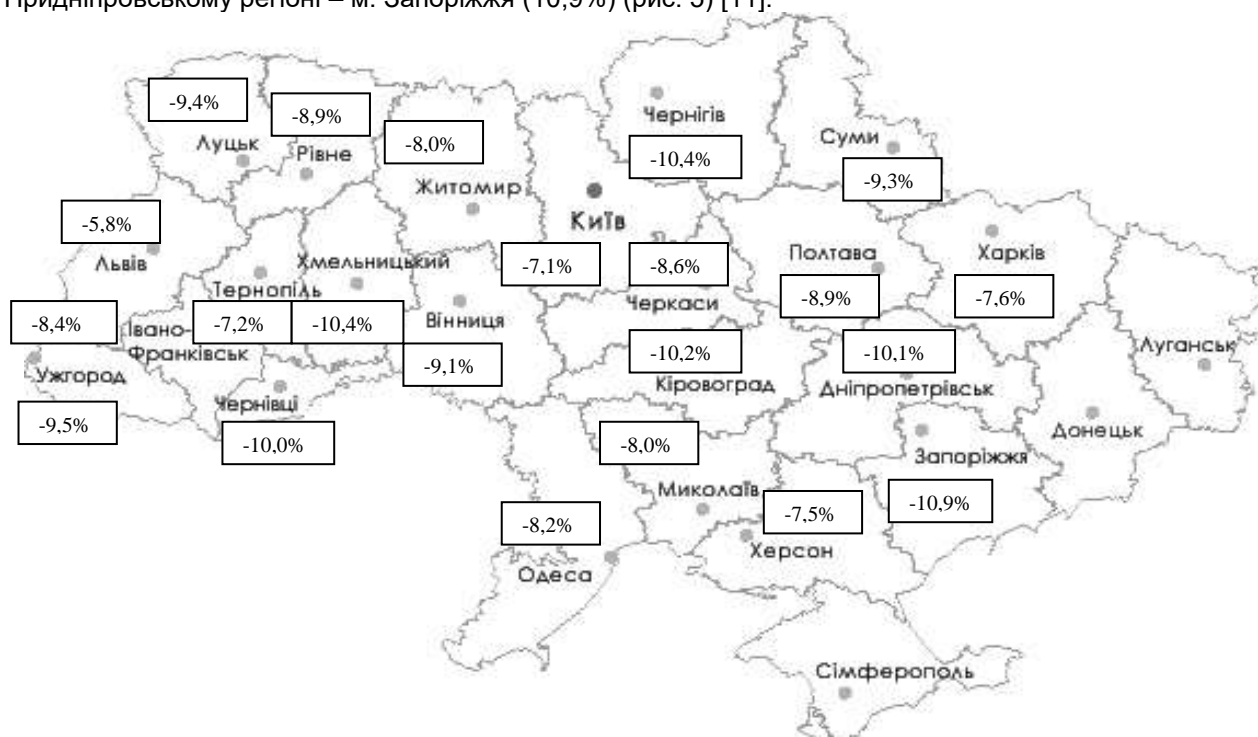 Придніпровському регіоні – м. Запоріжжя (10,9%) (рис. 5) [11].
-9,4%
Луцьк
-8,9%
Рівне
-8,0%
Житомир
Київ
Чернігів
-10,4%
Суми
-9,3%
-5,8%
Львів
Хмельницький
Тернопіль
-7,1%
-8,6%
Черкаси
Полтава
-8,9%
Харків
-7,6%
-8,4%
Івано-
Франківськ
-7,2%
-10,4%
Вінниця
-9,1%
-10,2%
Кіровоград
-10,1%
Дніпропетрівськ
Луганськ
Ужгород
-9,5%
Чернівці
-10,0%
-8,0%
Миколаїв
Запоріжжя
-10,9%
Донецьк
-8,2%
Одеса
-7,5%
Херсон
Сімферополь